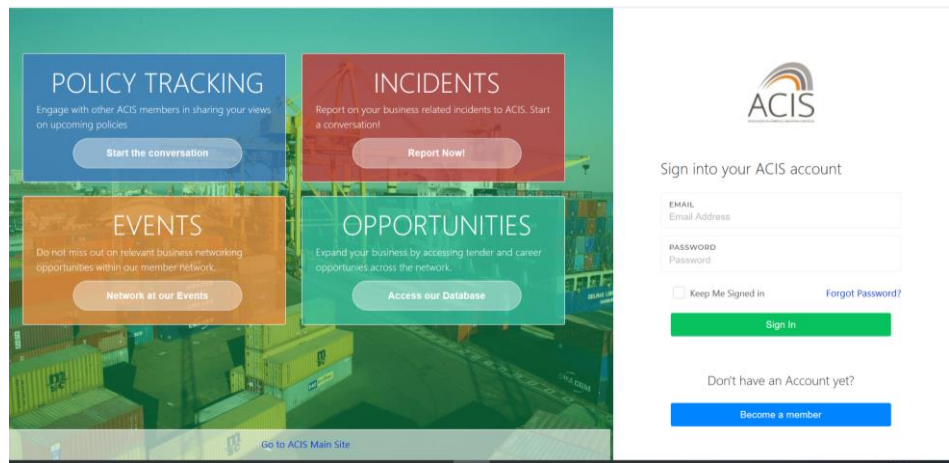 POLICY TRACKING
Engage with other ACIS members in sharing your views
on upcoming policies
Start the conversation
INCIDENTS
Report on your business related incidents to ACIS. Start
a conversation!
Report Now!
EVENTS
Do not miss out on relevant business networking
opportunities within our member network.
Network at our Events
OPPORTUNITIES
Expand your business by accessing tender and career
opportunies across the network.
Access our Database
Go to ACIS Main Site
ACIS
Sign into your ACIS account
EMAIL
Email Address
PASSWORD
Password
Keep Me Signed in
Forgot Password?
Sign In
Don't have an Account yet?
Become a member